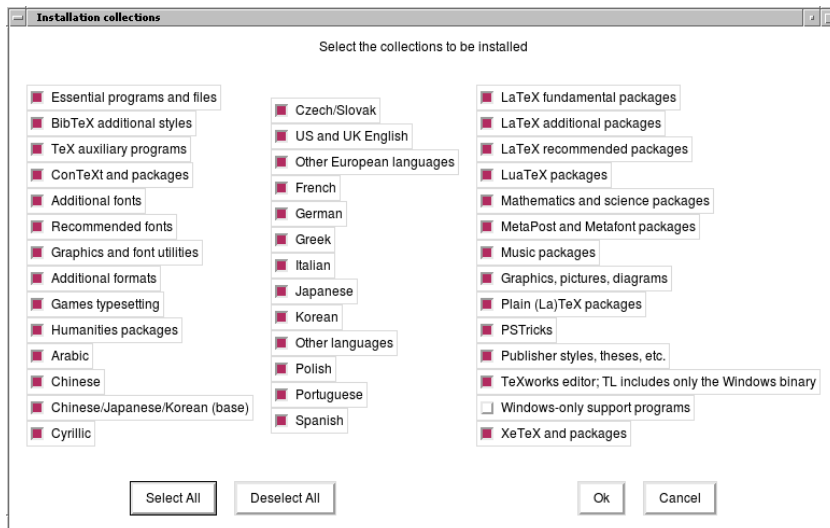 Installation collections
Select the collections to be installed
Essential programs and files
BibTeX additional styles
TeX auxiliary programs
ConTeXt and packages
Additional fonts
Recommended fonts
Graphics and font utilities
Additional formats
Games typesetting
Humanities packages
Arabic
Chinese
Chinese/Japanese/Korean (base)
Cyrillic
Czech/Slovak
US and UK English
Other European languages
French
German
Greek
Italian
Japanese
Korean
Other languages
Polish
Portuguese
Spanish
LaTeX fundamental packages
LaTeX additional packages
LaTeX recommended packages
LuaTeX packages
Mathematics and science packages
MetaPost and Metafont packages
Music packages
Graphics, pictures, diagrams
Plain (La)TeX packages
PSTricks
Publisher styles, theses, etc.
TeXworks editor; TL includes only the Windows binary
Windows-only support programs
XeTeX and packages
Select All
Deselect All
Ok
Cancel